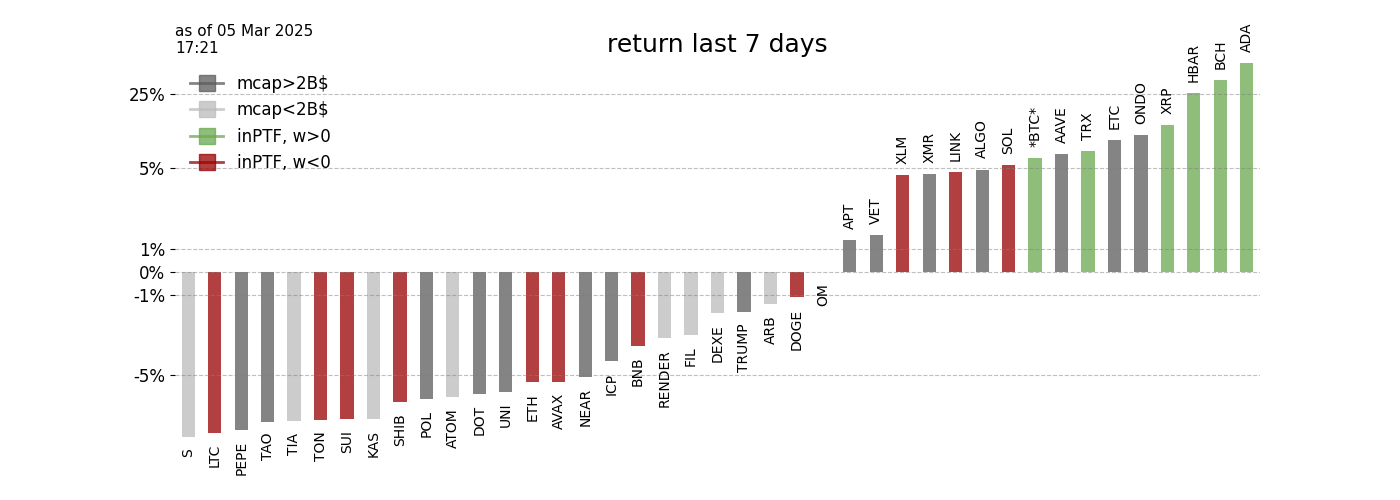 as of 05 Mar 2025
17:21
return last 7 days
mcap>2B$
mcap<2B$
inPTF, w>0
inPTF, w<0
25%
5%
1%
0%
-1%
-5%
S
LTC
PEPE
TAO
TIA
TON
SUI
KAS
SHIB
POL
ATOM
DOT
UNI
ETH
AVAX
NEAR
ICP
BNB
RENDER
FIL
DEXE
TRUMP
ARB
DOGE
OM
APT
VET
XLM
XMR
LINK
ALGO
SOL
*BTC*
AAVE
TRX
ETC
ONDO
XRP
HBAR
BCH
ADA